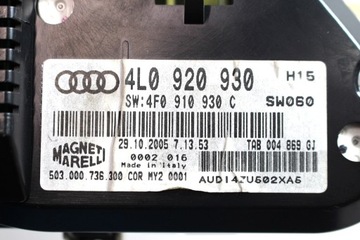 4L0 920 930 H15
SW:4F0 910 930 C SW060
29.10.2005 7.13.53 TAB 004 869 GJ
MAGNETI MARELLI
0002 016
Made in Italy
503.000.736.300 COR MY2 0001
AUDI4ZU602XA6